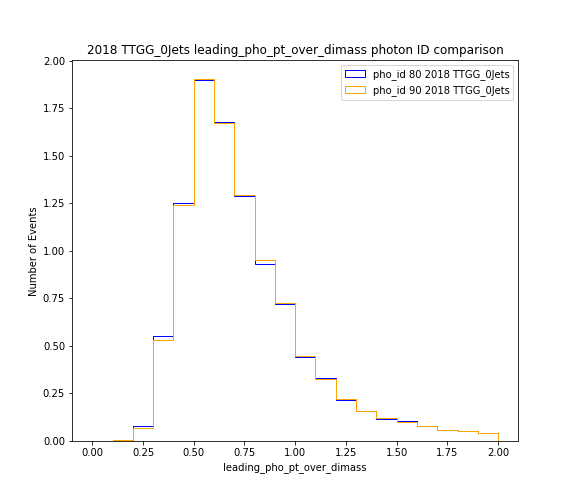 2018 TTGG_0Jets leading_pho_pt_over_dimass photon ID comparison
pho_id 80 2018 TTGG_0Jets
pho_id 90 2018 TTGG_0Jets
Number of Events
2.00
1.75
1.50
1.25
1.00
0.75
0.50
0.25
0.00
0.00 0.25 0.50 0.75 1.00 1.25 1.50 1.75 2.00
leading_pho_pt_over_dimass